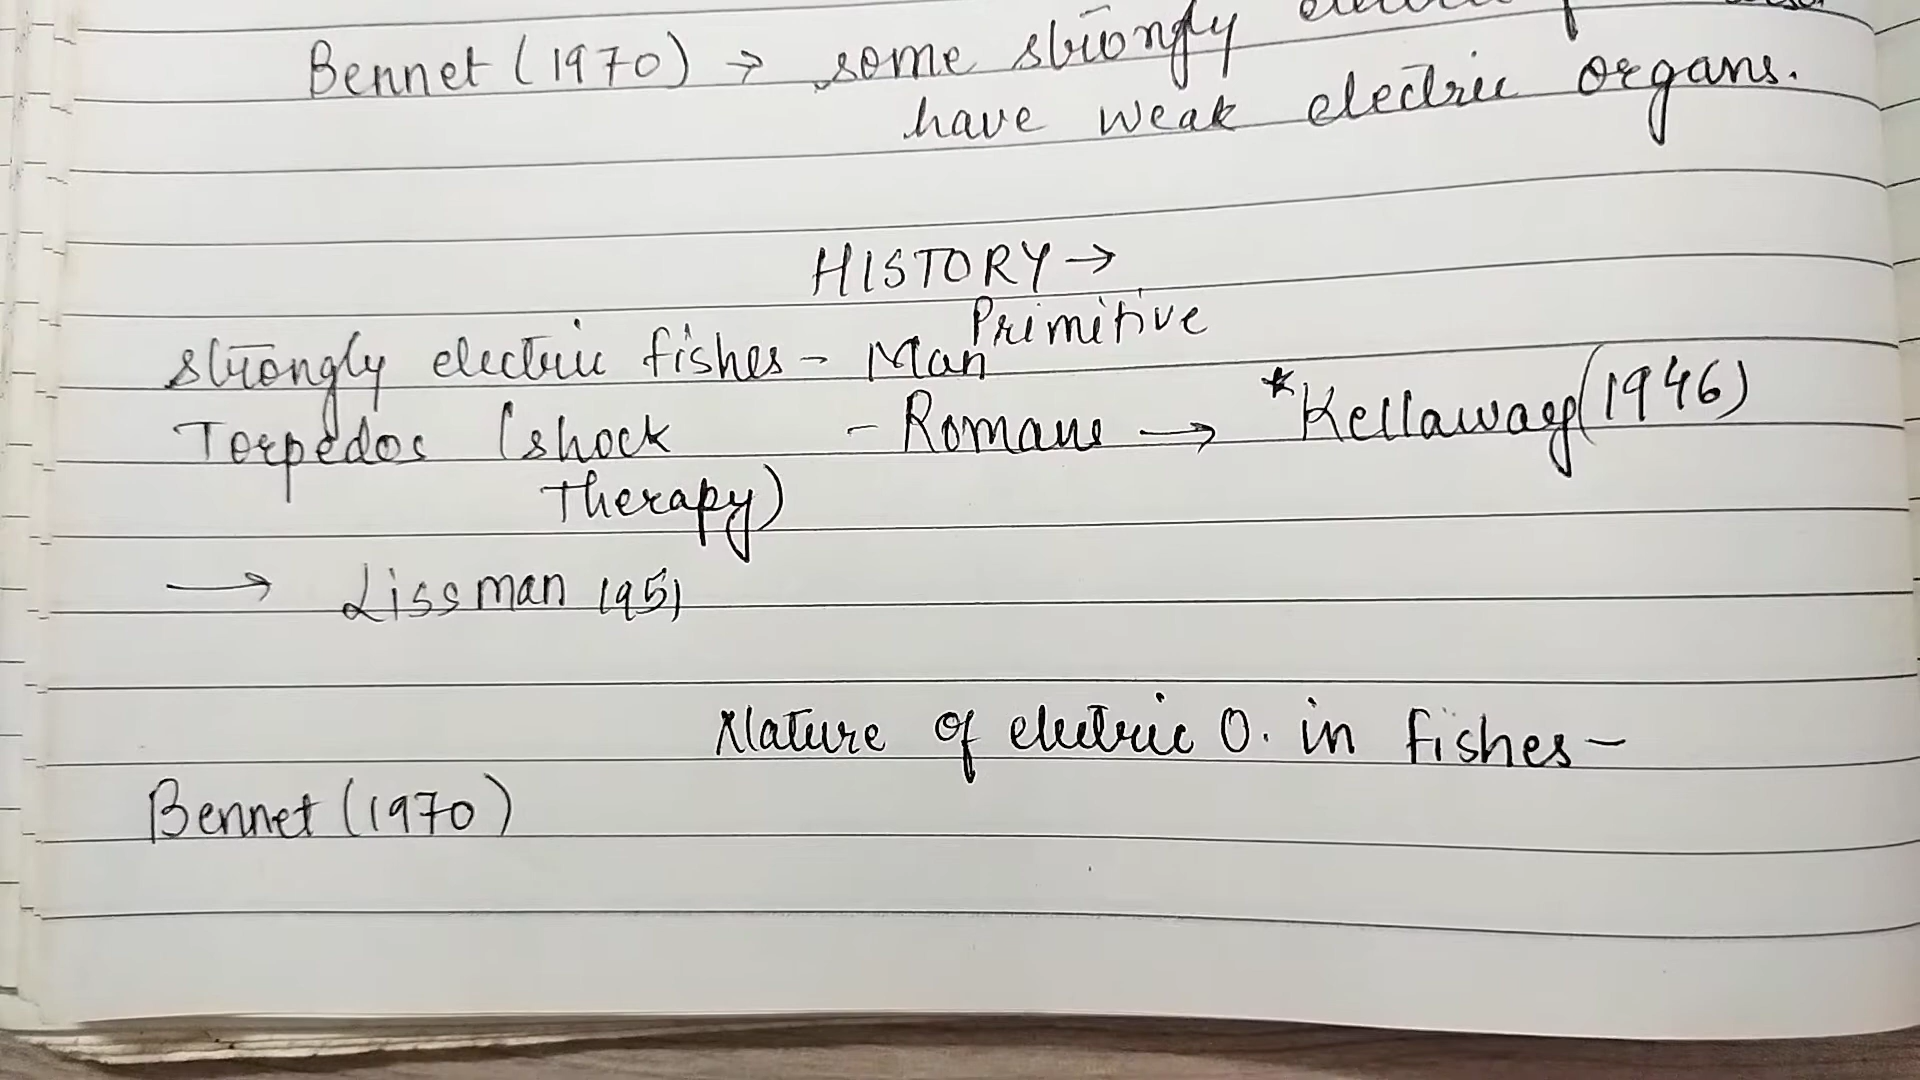 Bennet (1970) → some strongly electric
have weak electric organs.
HISTORY →
Primitive
strongly electric fishes - Man
Torpedos (shock - Romans → *Kellaway (1946)
Therapy)
→ Lissman 1951
Nature of electric O. in fishes -
Bennet (1970)